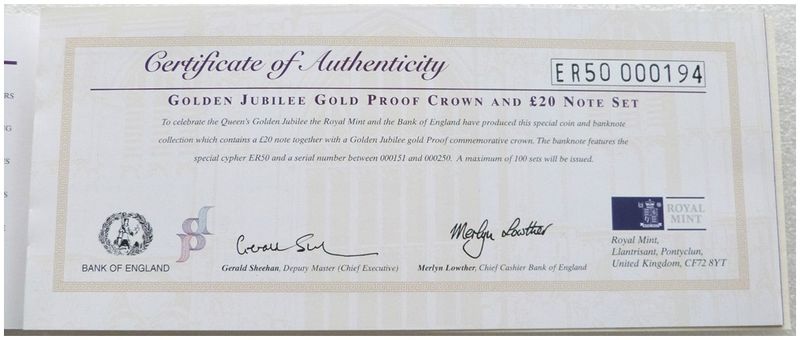 Certificate of Authenticity
ER50 000194
GOLDEN JUBILEE GOLD PROOF CROWN AND £20 NOTE SET
To celebrate the Queen's Golden Jubilee the Royal Mint and the Bank of England have produced this special coin and banknote
collection which contains a £20 note together with a Golden Jubilee gold Proof commemorative crown. The banknote features the
special cypher ER50 and a serial number between 000151 and 000250. A maximum of 100 sets will be issued.
RS
G
S
S
E
dp
Merlyn Lowther
ROYAL
MINT
BANK OF ENGLAND
Gerald Sheehan, Deputy Master (Chief Executive)
Merlyn Lowther, Chief Cashier Bank of England
Royal Mint,
Llantrisant, Pontyclun,
United Kingdom, CF72 8YT